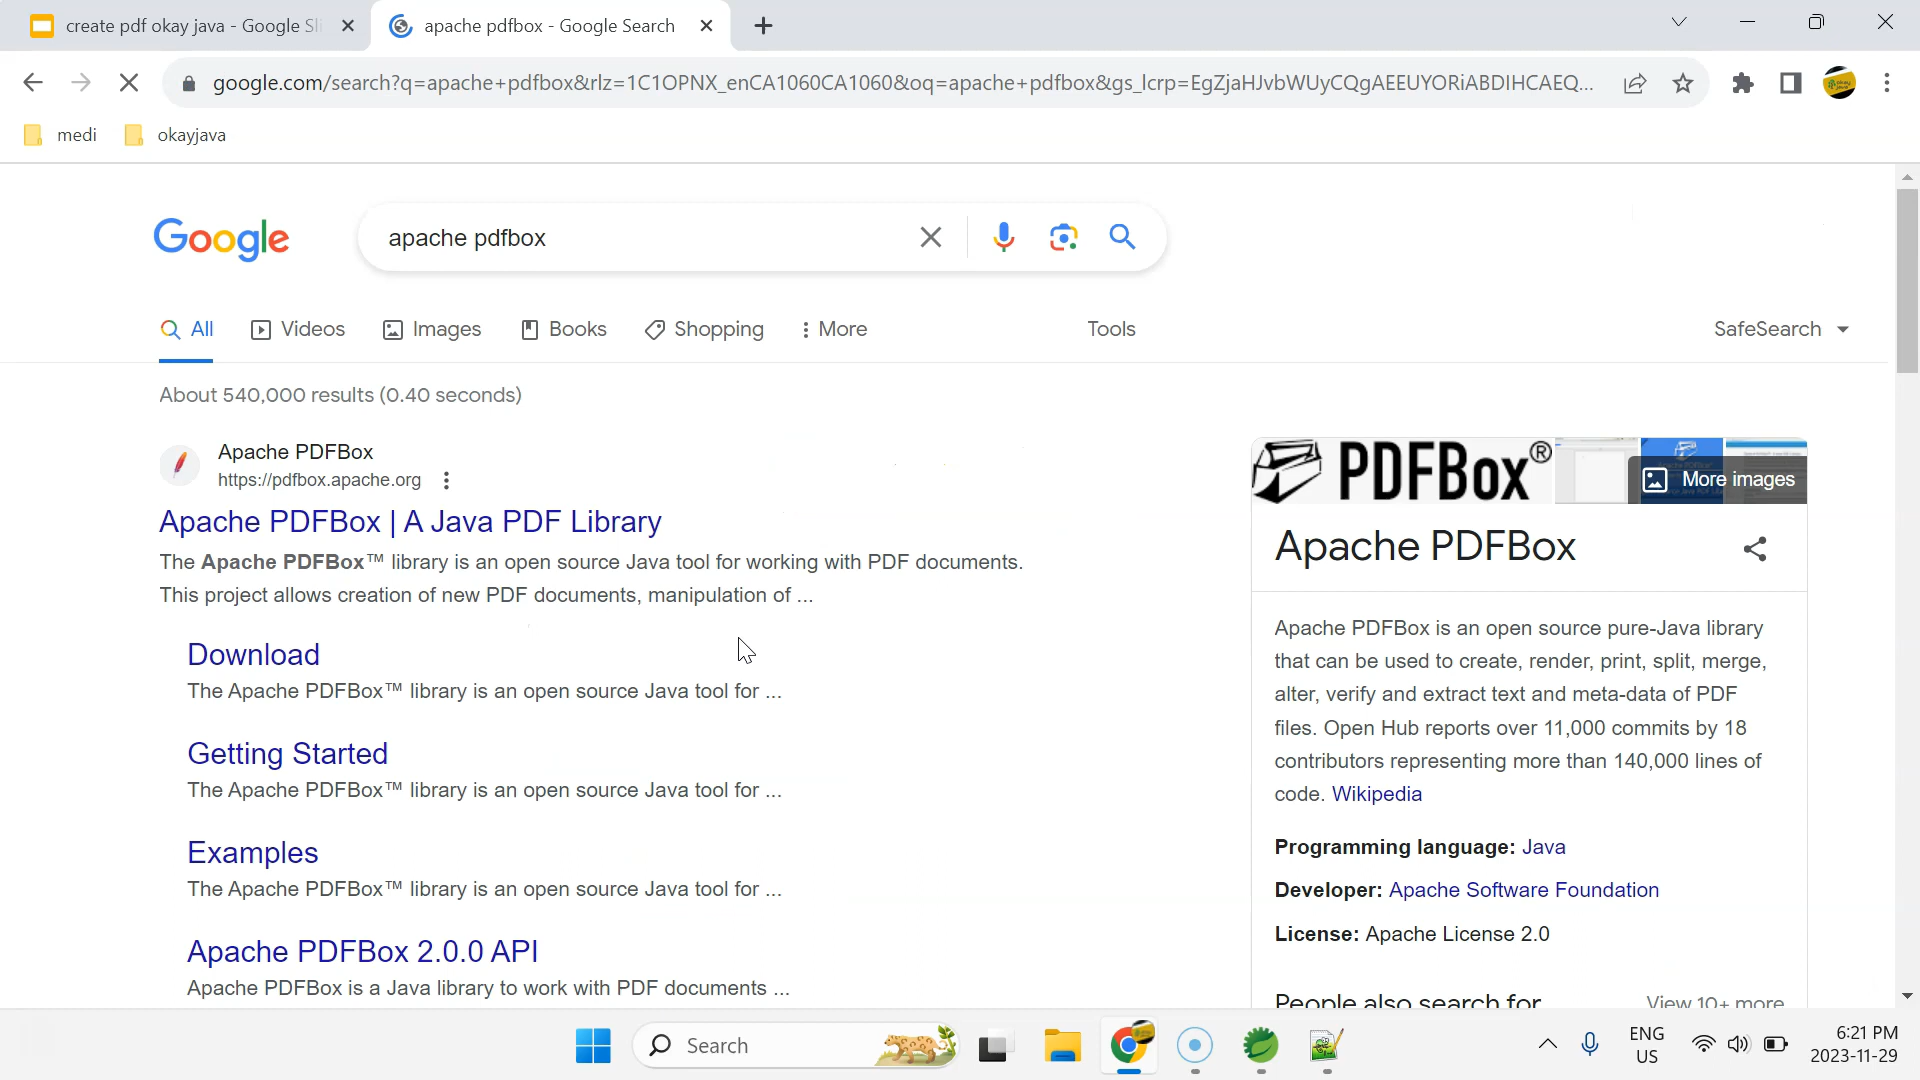 create pdf okay java - Google Sli
apache pdfbox - Google Search
google.com/search?q=apache+pdfbox&rlz=1C1OPNX_enCA1060CA1060&oq=apache+pdfbox&gs_lcrp=EgZjaHJvbWUyCQgAEEUYORiABDIHCAEQ...
medi
okayjava
Google
apache pdfbox
All
Videos
Images
Books
Shopping
More
Tools
SafeSearch
About 540,000 results (0.40 seconds)
Apache PDFBox
https://pdfbox.apache.org
Apache PDFBox | A Java PDF Library
The Apache PDFBox™ library is an open source Java tool for working with PDF documents.
This project allows creation of new PDF documents, manipulation of ...
Download
The Apache PDFBox™ library is an open source Java tool for ...
Getting Started
The Apache PDFBox™ library is an open source Java tool for ...
Examples
The Apache PDFBox™ library is an open source Java tool for ...
Apache PDFBox 2.0.0 API
Apache PDFBox is a Java library to work with PDF documents ...
PDFBox®
More images
Apache PDFBox
Apache PDFBox is an open source pure-Java library
that can be used to create, render, print, split, merge,
alter, verify and extract text and meta-data of PDF
files. Open Hub reports over 11,000 commits by 18
contributors representing more than 140,000 lines of
code. Wikipedia
Programming language: Java
Developer: Apache Software Foundation
License: Apache License 2.0
People also search for
View 10+ more
Search
ENG
US
6:21 PM
2023-11-29